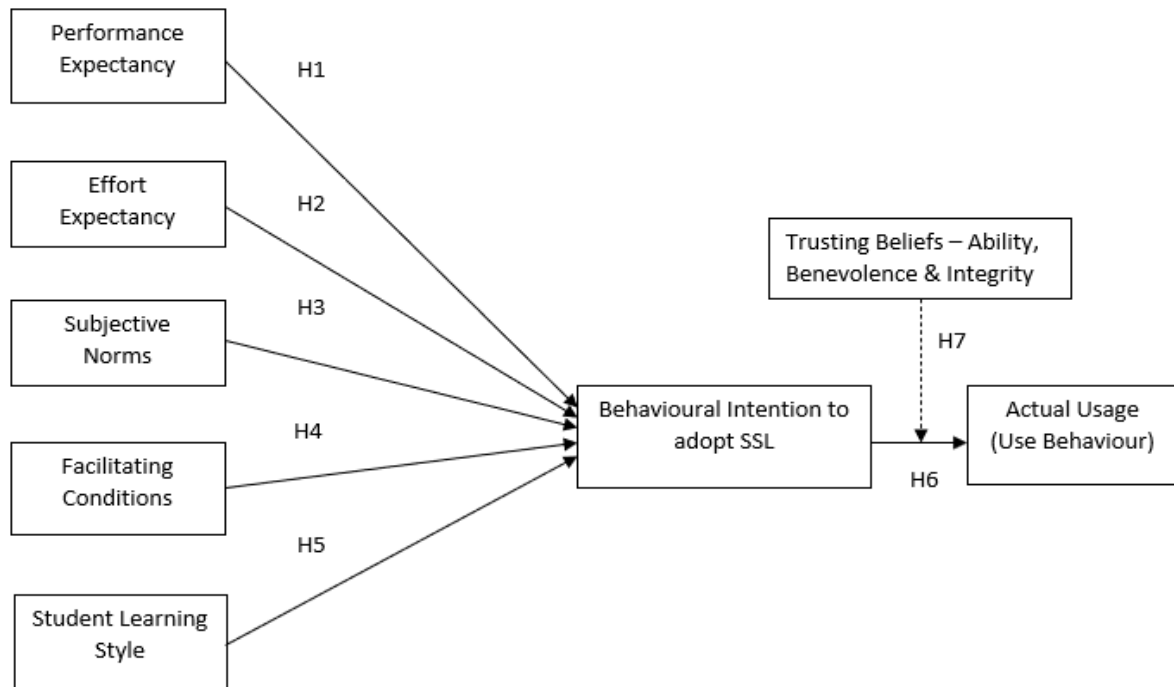 Performance
Expectancy
H1
Effort
Expectancy
H2
Trusting Beliefs – Ability,
Benevolence & Integrity
Subjective
Norms
H3
H7
Behavioural Intention to
adopt SSL
Actual Usage
(Use Behaviour)
H6
Facilitating
Conditions
H4
H5
Student Learning
Style